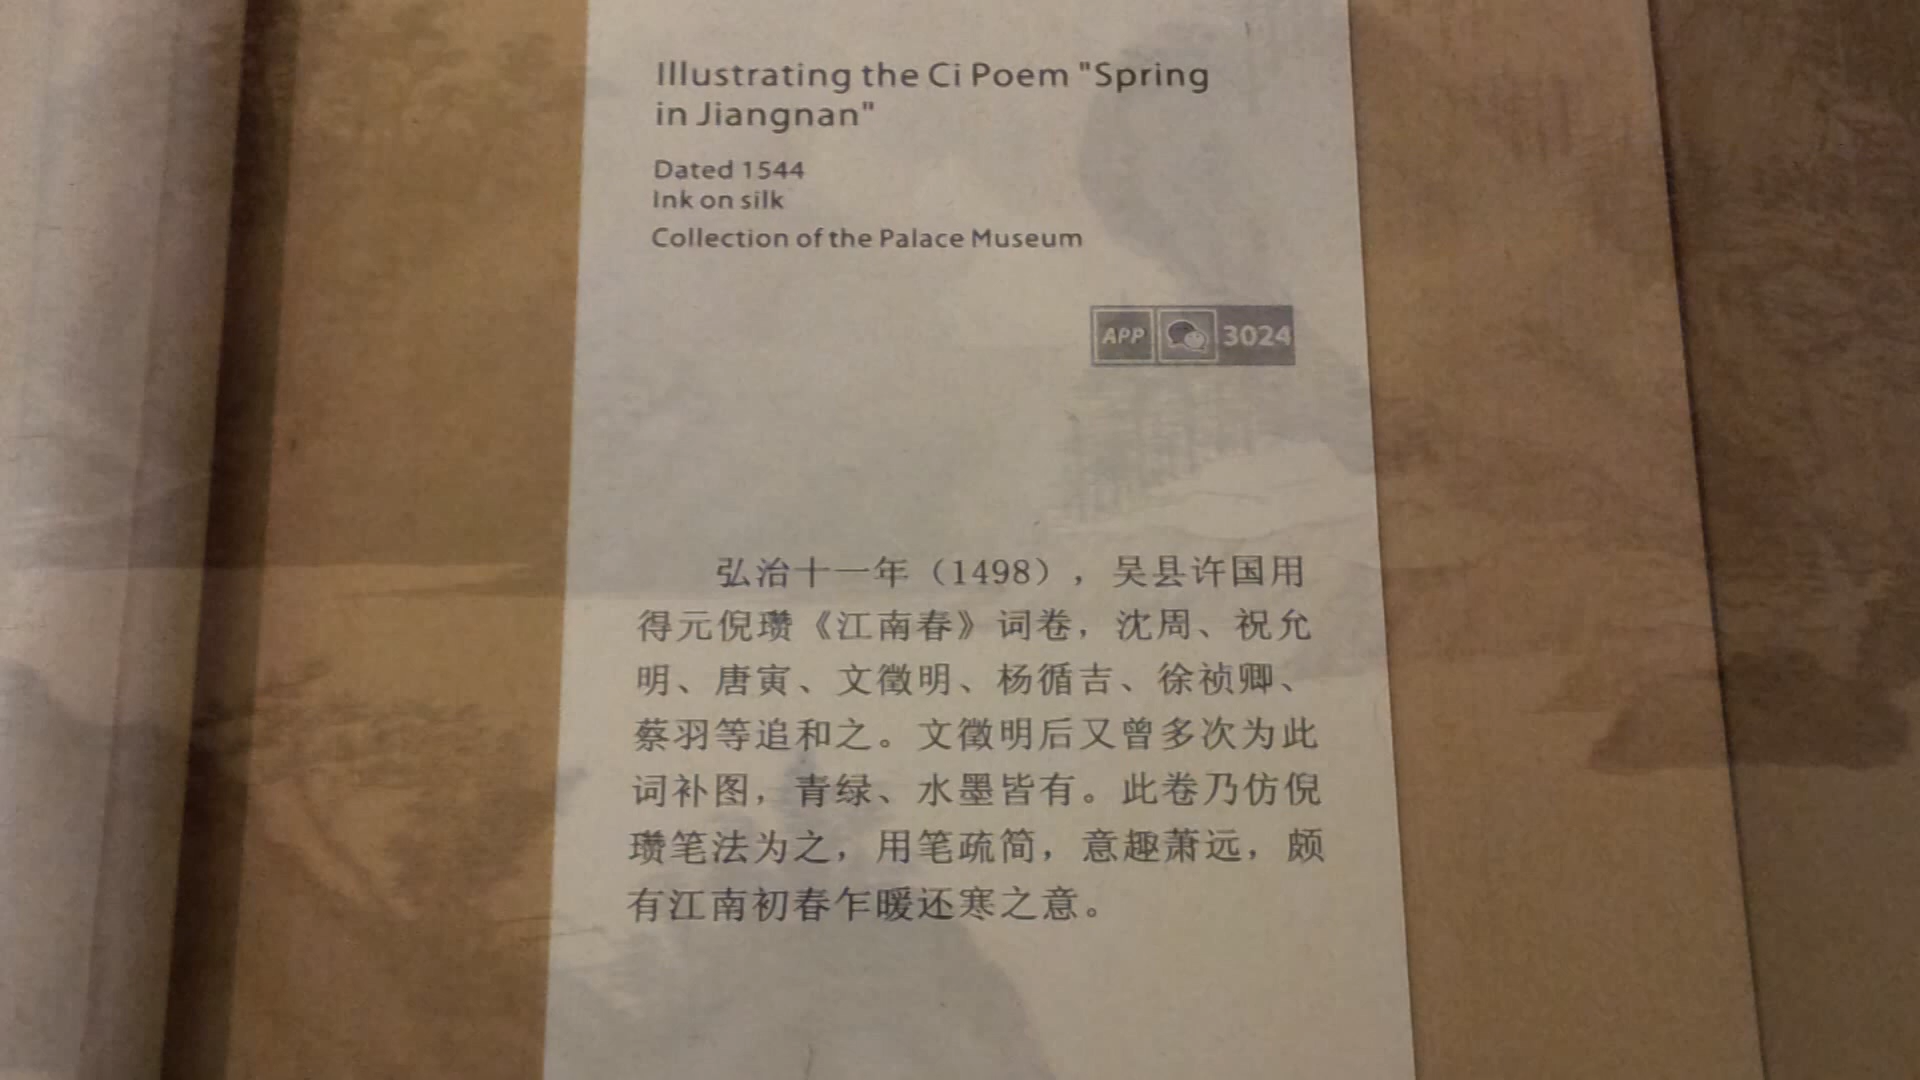 Illustrating the Ci Poem "Spring
in Jiangnan"
Dated 1544
Ink on silk
Collection of the Palace Museum
APP 3024
弘治十一年（1498），吴县许国用
得元倪瓒《江南春》词卷，沈周、祝允
明、唐寅、文徵明、杨循吉、徐祯卿、
蔡羽等追和之。文徵明后又曾多次为此
词补图，青绿、水墨皆有。此卷乃仿倪
瓒笔法为之，用笔疏简，意趣萧远，颇
有江南初春乍暖还寒之意。